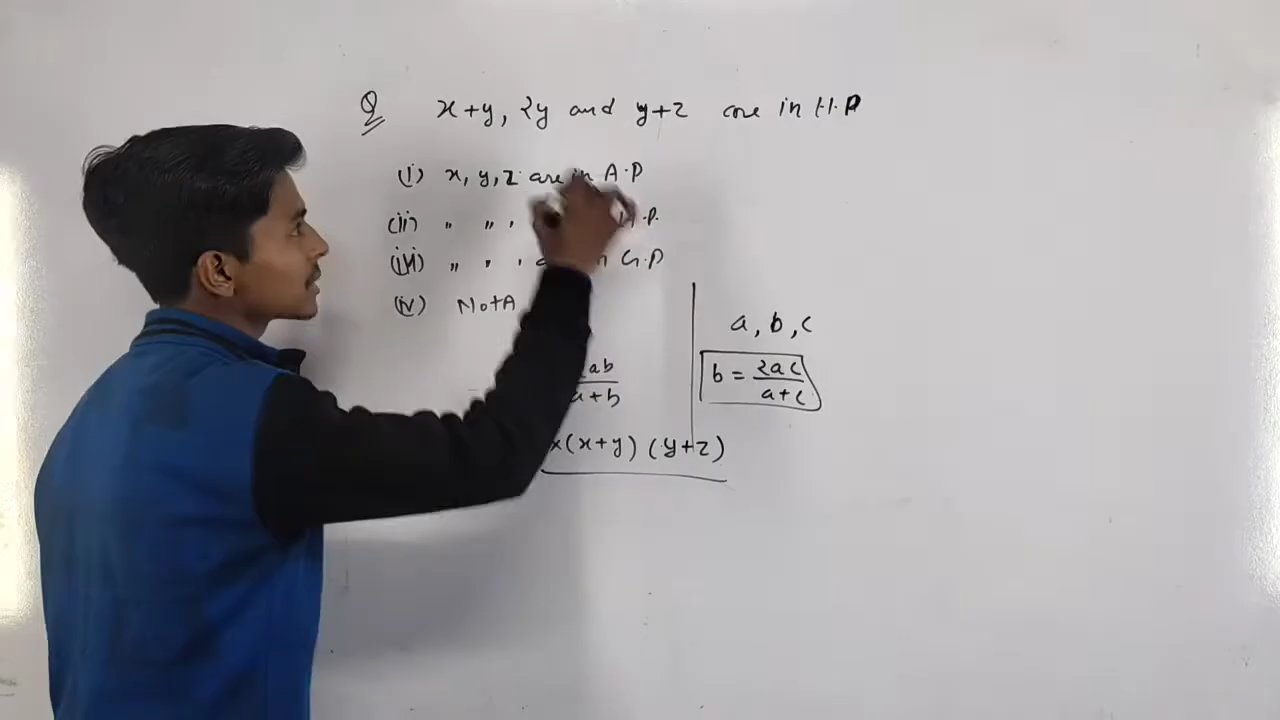 Q x+y, 2y and y+z are in H.P
(i) x, y, z are in A.P
(ii) " " , H.P.
(iii) " " , G.P
(iv) NotA
a, b, c
ab
a+b
b = 2ac
a+c
x(x+y) (y+z)